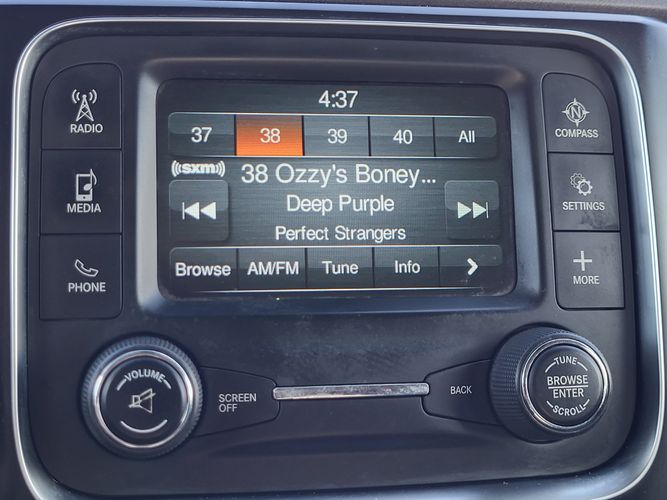 4:37
37 38 39 40 All
((sxm)) 38 Ozzy's Boney...
Deep Purple
Perfect Strangers
Browse AM/FM Tune Info >
RADIO
MEDIA
PHONE
N
COMPASS
SETTINGS
+
MORE
VOLUME
SCREEN
OFF
BACK
TUNE
BROWSE
ENTER
SCROLL